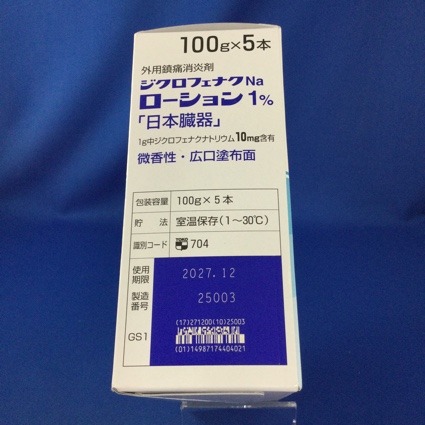 100g×5本
外用鎮痛消炎剤
ジクロフェナクNa
ローション1%
「日本臓器」
1g中ジクロフェナクナトリウム10mg含有
微香性・広口塗布面
包装容量 100g×5本
貯法 室温保存(1～30℃)
識別コード 704
使用期限 2027.12
製造番号 25003
GS1
(17)271200(10)25003
(01)14987174404021